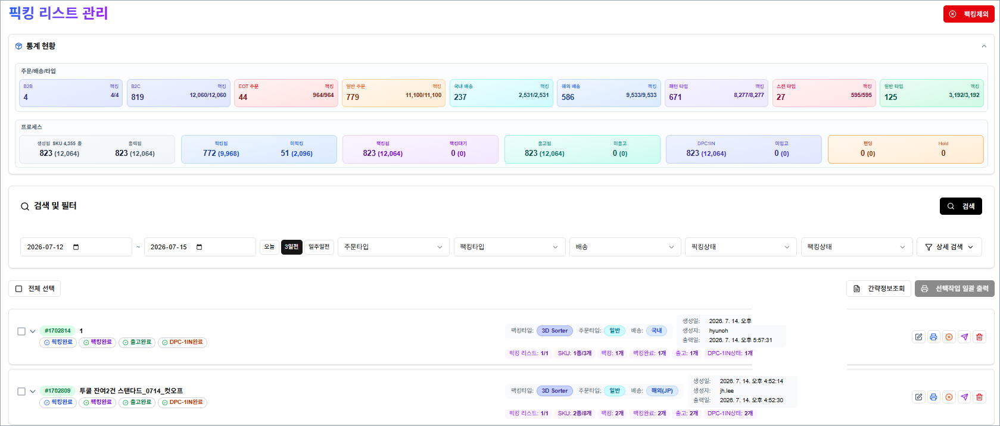 픽킹 리스트 관리
팩킹제외
통계 현황
주문/배송/타입
B2B 팩킹
4 4/4
B2C 팩킹
819 12,060/12,060
EOT 주문 팩킹
44 964/964
일반 주문 팩킹
779 11,100/11,100
국내 배송 팩킹
237 2,531/2,531
해외 배송 팩킹
586 9,533/9,533
패턴 타입 팩킹
671 8,277/8,277
스캔 타입 팩킹
27 595/595
일반 타입 팩킹
125 3,192/3,192
프로세스
생성됨 SKU 4,355 종 출력됨
823 (12,064) 823 (12,064)
픽킹됨 미픽킹
772 (9,968) 51 (2,096)
팩킹됨 팩킹대기
823 (12,064) 0 (0)
출고됨 미출고
823 (12,064) 0 (0)
DPC1IN 미입고
823 (12,064) 0 (0)
펜딩 Hold
0 (0) 0
검색 및 필터
검색
2026-07-12 ~ 2026-07-15 오늘 3일전 일주일전 주문타입 팩킹타입 배송 픽킹상태 팩킹상태 상세 검색
전체 선택
간략정보조회 선택작업 일괄 출력
#1702814 1
픽킹완료 팩킹완료 출고완료 DPC-1IN완료
팩킹타입: 3D Sorter 주문타입: 일반 배송: 국내
생성일: 2026. 7. 14. 오후
생성자: hyunoh
출력일: 2026. 7. 14. 오후 5:57:31
픽킹 리스트: 1/1 SKU: 1종/3개 팩킹: 1개 팩킹완료: 1개 출고: 1개 DPC-1IN상태: 1개
#1702809 투쿨 잔여2건 스탠다드_0714_컷오프
픽킹완료 팩킹완료 출고완료 DPC-1IN완료
팩킹타입: 3D Sorter 주문타입: 일반 배송: 해외(JP)
생성일: 2026. 7. 14. 오후 4:52:14
생성자: jh.lee
출력일: 2026. 7. 14. 오후 4:52:30
픽킹 리스트: 1/1 SKU: 2종/8개 팩킹: 2개 팩킹완료: 2개 출고: 2개 DPC-1IN상태: 2개